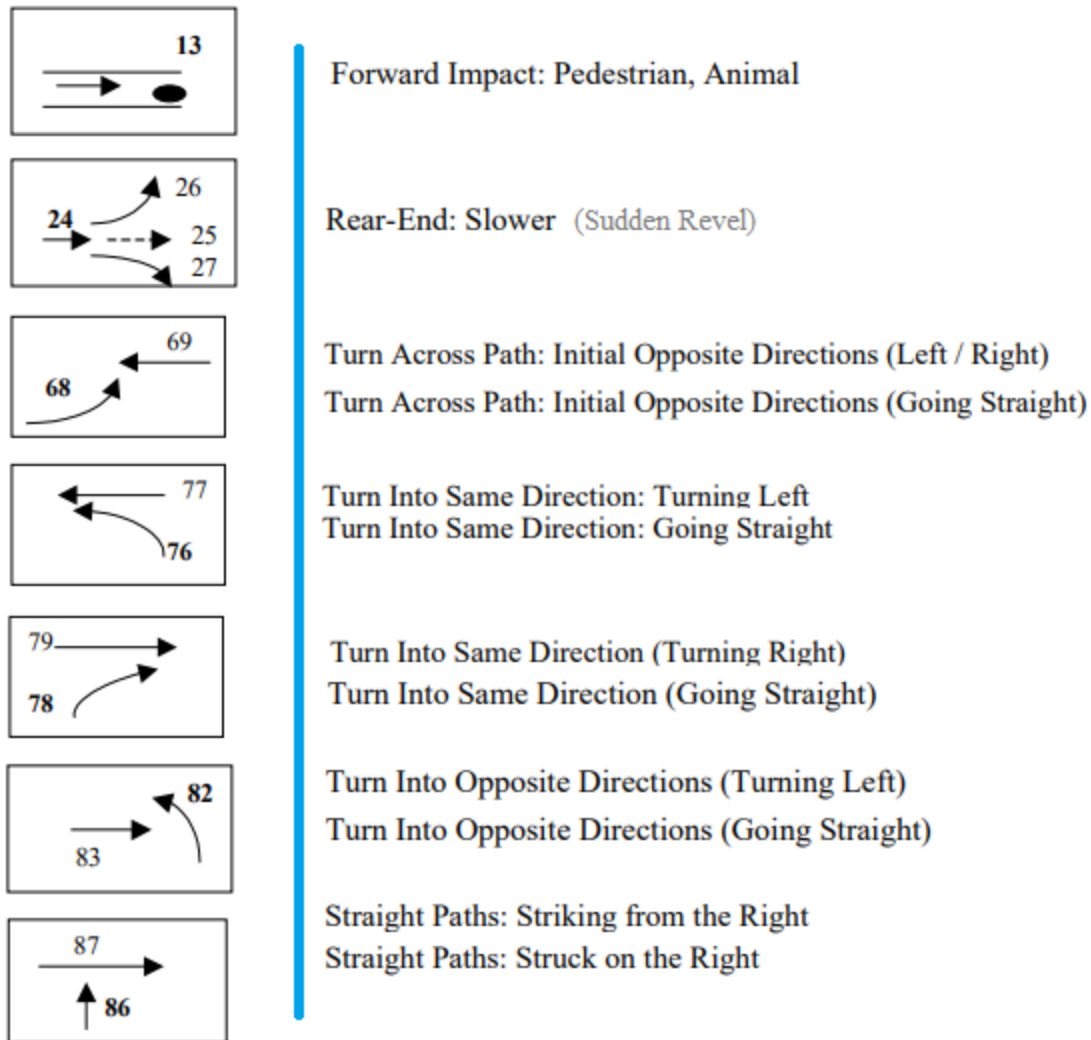 13
Forward Impact: Pedestrian, Animal
26
24
25
27
Rear-End: Slower (Sudden Revel)
69
68
Turn Across Path: Initial Opposite Directions (Left / Right)
Turn Across Path: Initial Opposite Directions (Going Straight)
77
76
Turn Into Same Direction: Turning Left
Turn Into Same Direction: Going Straight
79
78
Turn Into Same Direction (Turning Right)
Turn Into Same Direction (Going Straight)
82
83
Turn Into Opposite Directions (Turning Left)
Turn Into Opposite Directions (Going Straight)
87
86
Straight Paths: Striking from the Right
Straight Paths: Struck on the Right